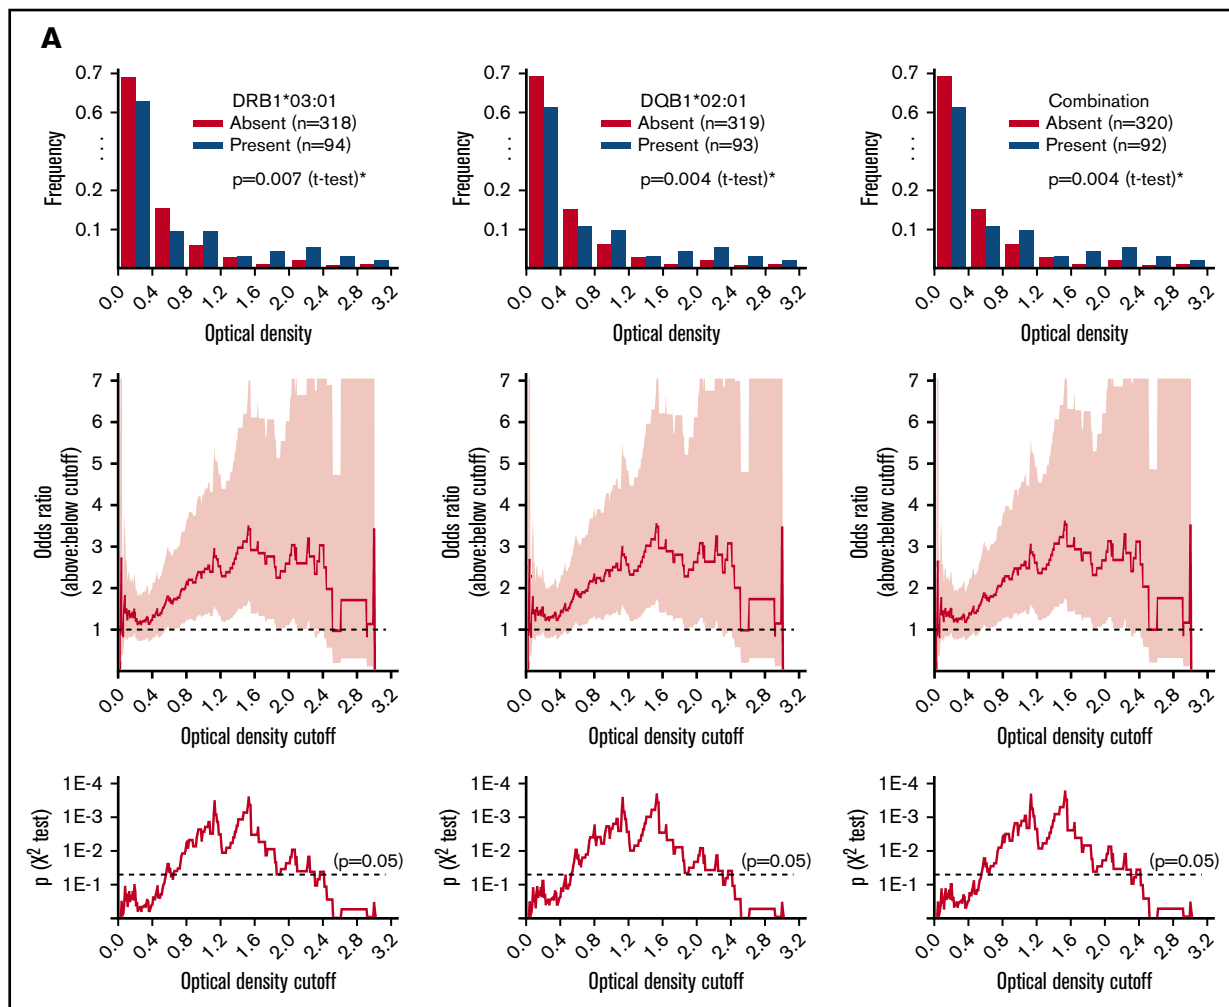 A
0.7
0.6
0.2
0.1
Frequency
DRB1*03:01
Absent (n=318)
Present (n=94)
p=0.007 (t-test)*
0.0 0.4 0.8 1.2 1.6 2.0 2.4 2.8 3.2
Optical density
0.7
0.6
0.2
0.1
Frequency
DQB1*02:01
Absent (n=319)
Present (n=93)
p=0.004 (t-test)*
0.0 0.4 0.8 1.2 1.6 2.0 2.4 2.8 3.2
Optical density
0.7
0.6
0.2
0.1
Frequency
Combination
Absent (n=320)
Present (n=92)
p=0.004 (t-test)*
0.0 0.4 0.8 1.2 1.6 2.0 2.4 2.8 3.2
Optical density
7
6
5
4
3
2
1
Odds ratio
(above:below cutoff)
0.0 0.4 0.8 1.2 1.6 2.0 2.4 2.8 3.2
Optical density cutoff
7
6
5
4
3
2
1
Odds ratio
(above:below cutoff)
0.0 0.4 0.8 1.2 1.6 2.0 2.4 2.8 3.2
Optical density cutoff
7
6
5
4
3
2
1
Odds ratio
(above:below cutoff)
0.0 0.4 0.8 1.2 1.6 2.0 2.4 2.8 3.2
Optical density cutoff
1E-4
1E-3
1E-2
1E-1
p (X² test)
(p=0.05)
0.0 0.4 0.8 1.2 1.6 2.0 2.4 2.8 3.2
Optical density cutoff
1E-4
1E-3
1E-2
1E-1
p (X² test)
(p=0.05)
0.0 0.4 0.8 1.2 1.6 2.0 2.4 2.8 3.2
Optical density cutoff
1E-4
1E-3
1E-2
1E-1
p (X² test)
(p=0.05)
0.0 0.4 0.8 1.2 1.6 2.0 2.4 2.8 3.2
Optical density cutoff